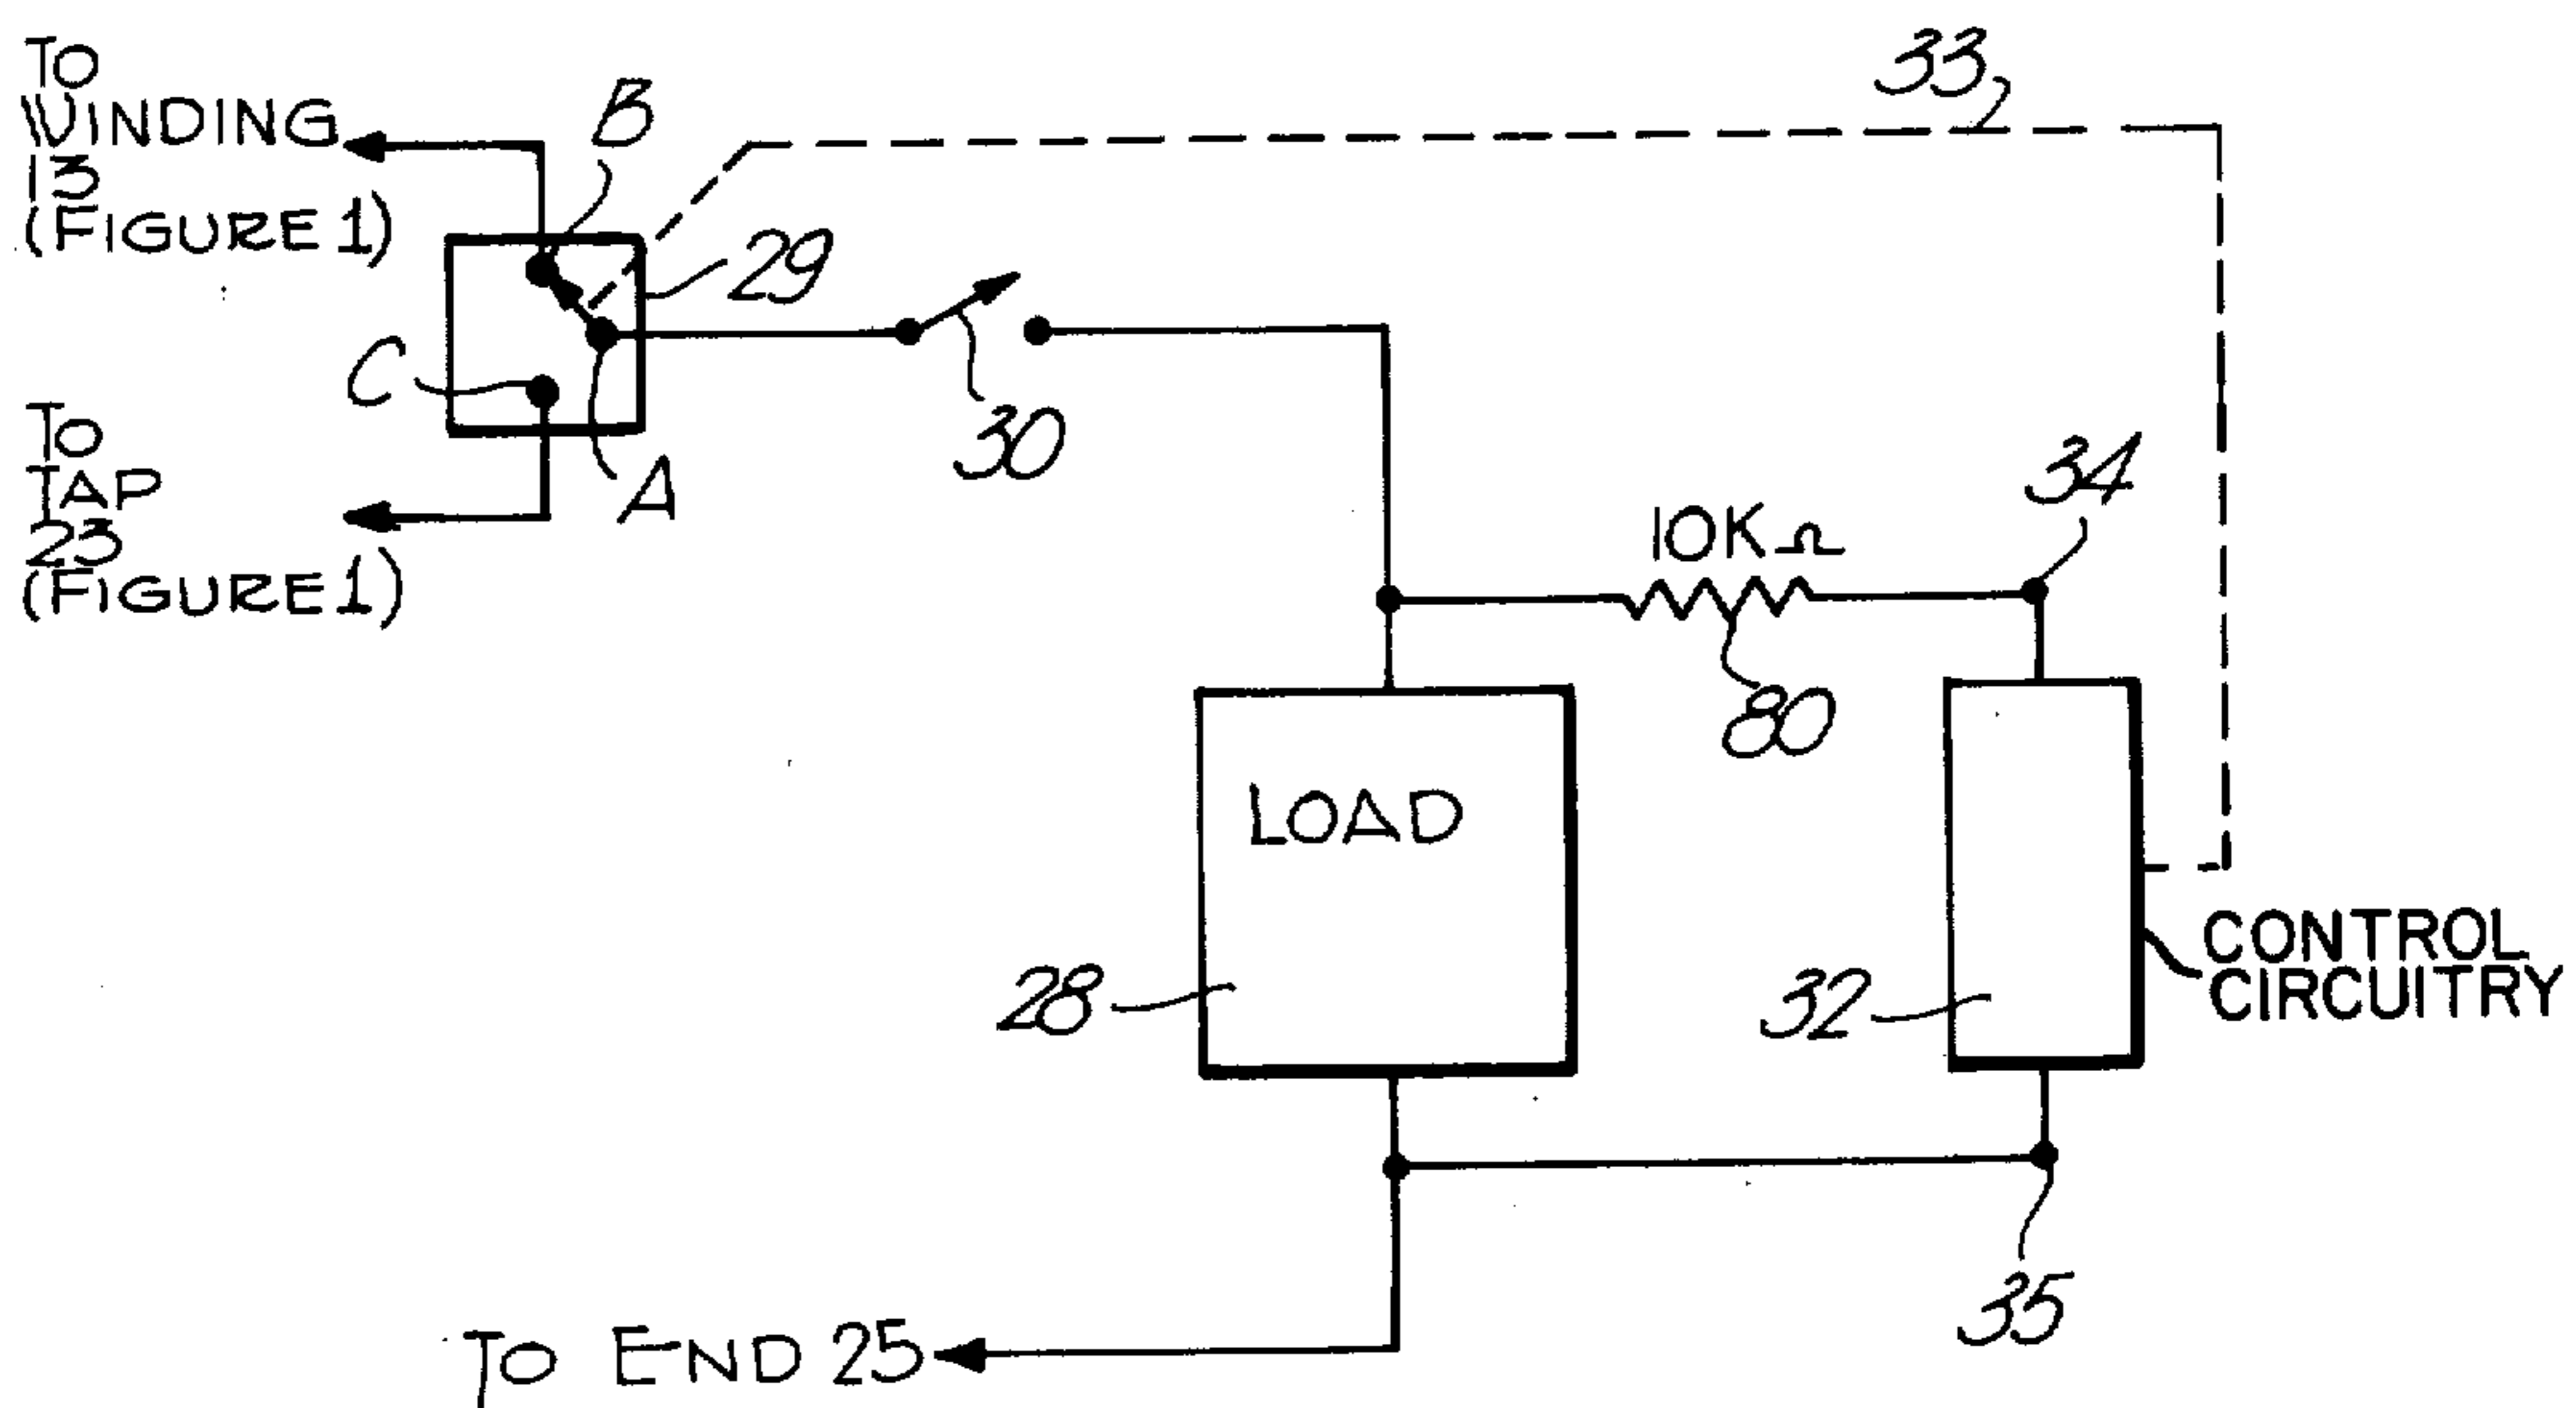 TO
WINDING
13
(FIGURE 1)
B
33
29
C
A
30
TO
TAP
23
(FIGURE 1)
34
10KΩ
80
LOAD
28
32
CONTROL
CIRCUITRY
35
TO END 25